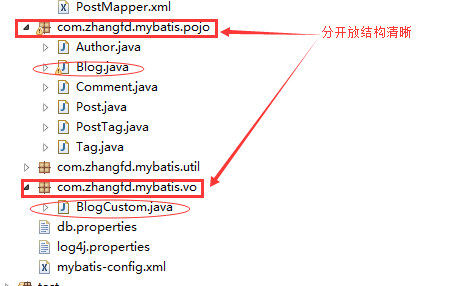 PostMapper.xml
com.zhangfd.mybatis.pojo
分开放结构清晰
Author.java
Blog.java
Comment.java
Post.java
PostTag.java
Tag.java
com.zhangfd.mybatis.util
com.zhangfd.mybatis.vo
BlogCustom.java
db.properties
log4j.properties
mybatis-config.xml